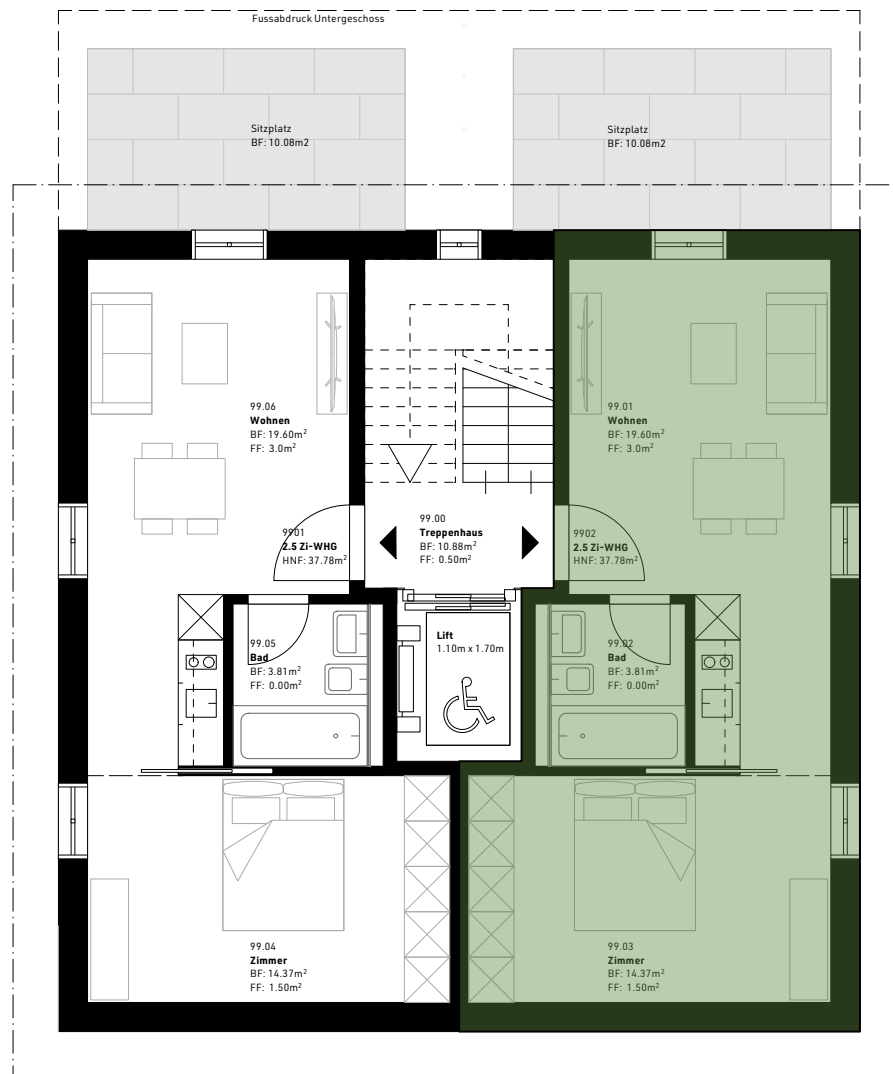 Fussabdruck Untergeschoss
Sitzplatz
BF: 10.08m2
Sitzplatz
BF: 10.08m2
99.06
Wohnen
BF: 19.60m²
FF: 3.0m²
99.01
Wohnen
BF: 19.60m²
FF: 3.0m²
9901
2.5 Zi-WHG
HNF: 37.78m²
99.00
Treppenhaus
BF: 10.88m²
FF: 0.50m²
9902
2.5 Zi-WHG
HNF: 37.78m²
99.05
Bad
BF: 3.81m²
FF: 0.00m²
Lift
1.10m x 1.70m
99.02
Bad
BF: 3.81m²
FF: 0.00m²
99.04
Zimmer
BF: 14.37m²
FF: 1.50m²
99.03
Zimmer
BF: 14.37m²
FF: 1.50m²